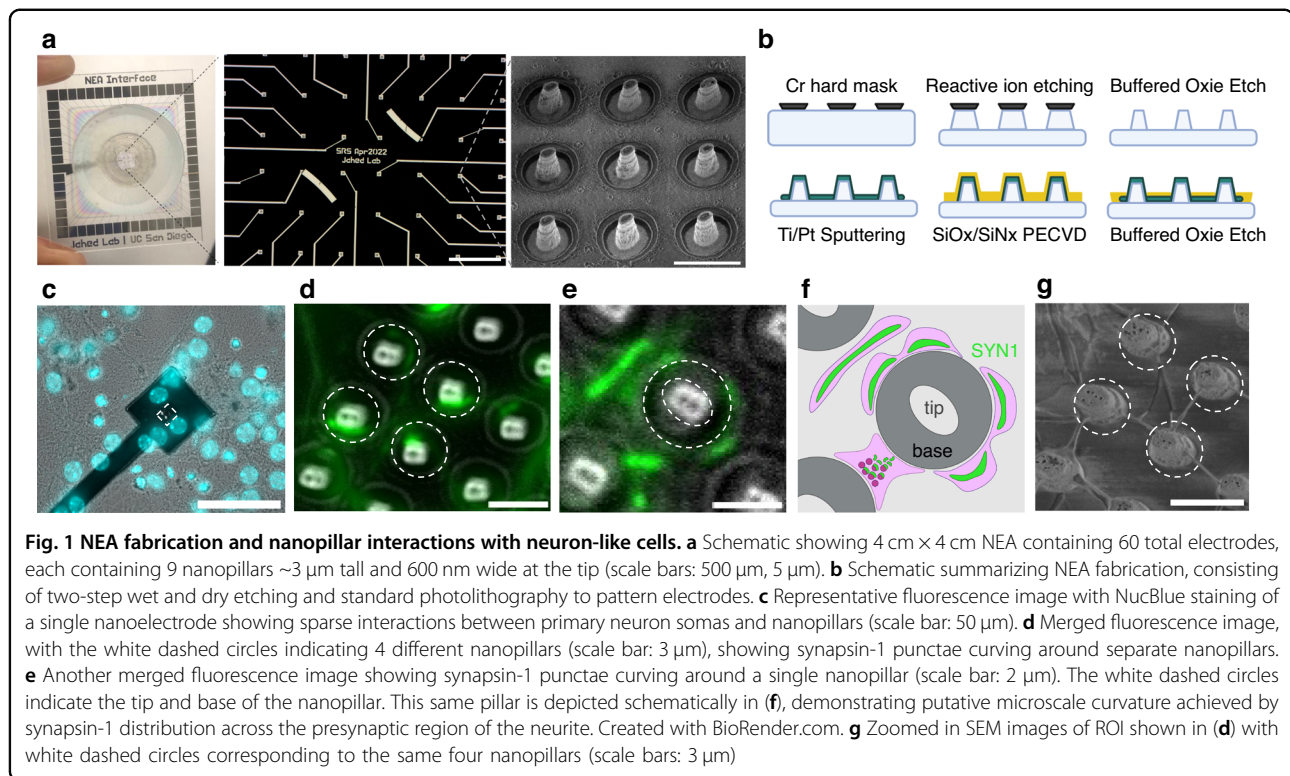 a
b
NEA Interface
Jahed Lab | UC San Diego
SRS Apr2022
Jahed Lab
Cr hard mask
Reactive ion etching
Buffered Oxie Etch
Ti/Pt Sputtering
SiOx/SiNx PECVD
Buffered Oxie Etch
c
d
e
f
g
SYN1
tip
base
Fig. 1 NEA fabrication and nanopillar interactions with neuron-like cells. a Schematic showing 4 cm × 4 cm NEA containing 60 total electrodes,
each containing 9 nanopillars ~3 μm tall and 600 nm wide at the tip (scale bars: 500 μm, 5 μm). b Schematic summarizing NEA fabrication, consisting
of two-step wet and dry etching and standard photolithography to pattern electrodes. c Representative fluorescence image with NucBlue staining of
a single nanoelectrode showing sparse interactions between primary neuron somas and nanopillars (scale bar: 50 μm). d Merged fluorescence image,
with the white dashed circles indicating 4 different nanopillars (scale bar: 3 μm), showing synapsin-1 punctae curving around separate nanopillars.
e Another merged fluorescence image showing synapsin-1 punctae curving around a single nanopillar (scale bar: 2 μm). The white dashed circles
indicate the tip and base of the nanopillar. This same pillar is depicted schematically in (f), demonstrating putative microscale curvature achieved by
synapsin-1 distribution across the presynaptic region of the neurite. Created with BioRender.com. g Zoomed in SEM images of ROI shown in (d) with
white dashed circles corresponding to the same four nanopillars (scale bars: 3 μm)